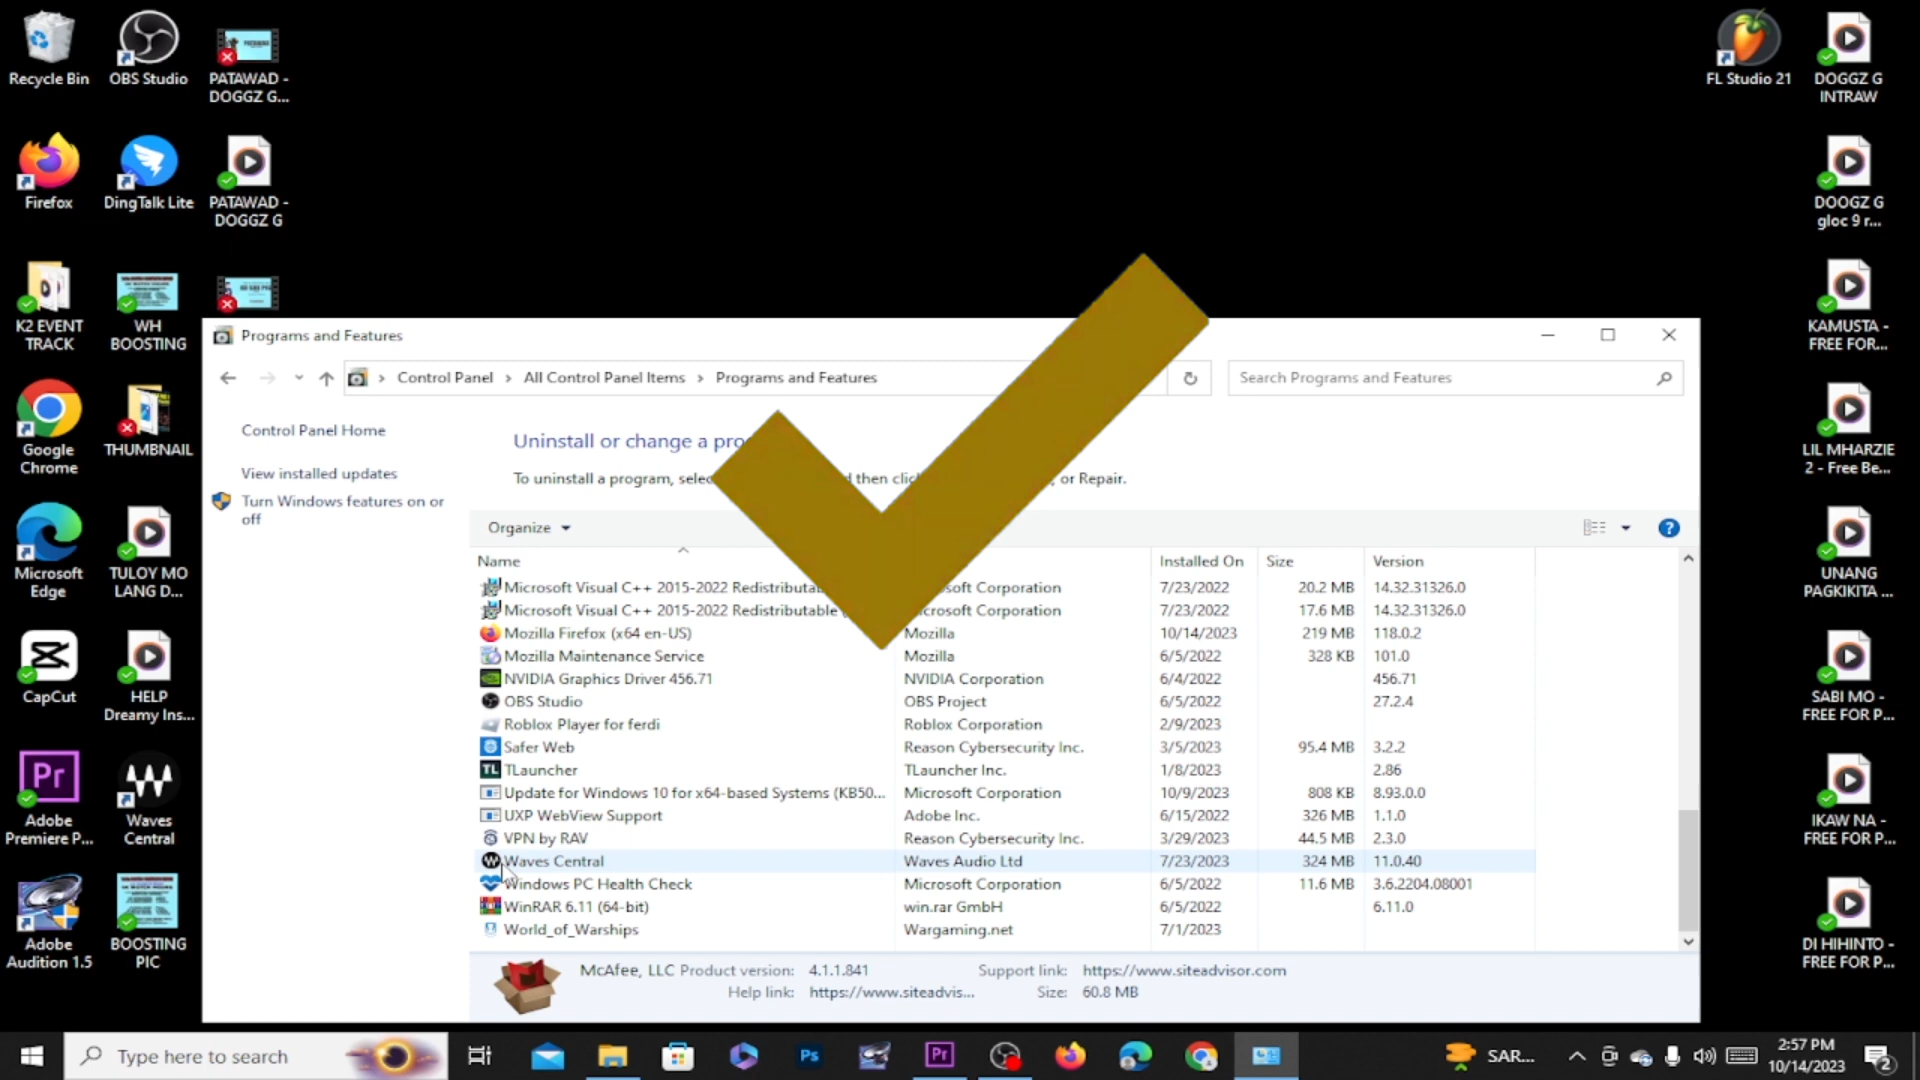 Recycle Bin
OBS Studio
PATAWAD -
DOGGZ G...
FL Studio 21
DOGGZ G
INTRAW
Firefox
DingTalk Lite
PATAWAD -
DOGGZ G
DOOGZ G
gloc 9 r...
K2 EVENT
TRACK
WH
BOOSTING
KAMUSTA -
FREE FOR...
Google
Chrome
THUMBNAIL
LIL MHARZIE
2 - Free Be...
Microsoft
Edge
TULOY MO
LANG D...
UNANG
PAGKIKITA ...
CapCut
HELP
Dreamy Ins...
SABI MO -
FREE FOR P...
Pr
Adobe
Premiere P...
Waves
Central
IKAW NA -
FREE FOR P...
Adobe
Audition 1.5
BOOSTING
PIC
DI HIHINTO -
FREE FOR P...
Programs and Features
Control Panel > All Control Panel Items > Programs and Features
Search Programs and Features
Control Panel Home
View installed updates
Turn Windows features on or
off
Uninstall or change a pro
To uninstall a program, selec then clic , or Repair.
Organize
Name Installed On Size Version
Microsoft Visual C++ 2015-2022 Redistributa soft Corporation 7/23/2022 20.2 MB 14.32.31326.0
Microsoft Visual C++ 2015-2022 Redistributable crosoft Corporation 7/23/2022 17.6 MB 14.32.31326.0
Mozilla Firefox (x64 en-US) Mozilla 10/14/2023 219 MB 118.0.2
Mozilla Maintenance Service Mozilla 6/5/2022 328 KB 101.0
NVIDIA Graphics Driver 456.71 NVIDIA Corporation 6/4/2022 456.71
OBS Studio OBS Project 6/5/2022 27.2.4
Roblox Player for ferdi Roblox Corporation 2/9/2023
Safer Web Reason Cybersecurity Inc. 3/5/2023 95.4 MB 3.2.2
TL TLauncher TLauncher Inc. 1/8/2023 2.86
Update for Windows 10 for x64-based Systems (KB50... Microsoft Corporation 10/9/2023 808 KB 8.93.0.0
UXP WebView Support Adobe Inc. 6/15/2022 326 MB 1.1.0
VPN by RAV Reason Cybersecurity Inc. 3/29/2023 44.5 MB 2.3.0
Waves Central Waves Audio Ltd 7/23/2023 324 MB 11.0.40
Windows PC Health Check Microsoft Corporation 6/5/2022 11.6 MB 3.6.2204.08001
WinRAR 6.11 (64-bit) win.rar GmbH 6/5/2022 6.11.0
World_of_Warships Wargaming.net 7/1/2023
McAfee, LLC Product version: 4.1.1.841 Support link: https://www.siteadvisor.com
Help link: https://www.siteadvis... Size: 60.8 MB
Type here to search
Ps
Pr
SAR...
2:57 PM
10/14/2023
2